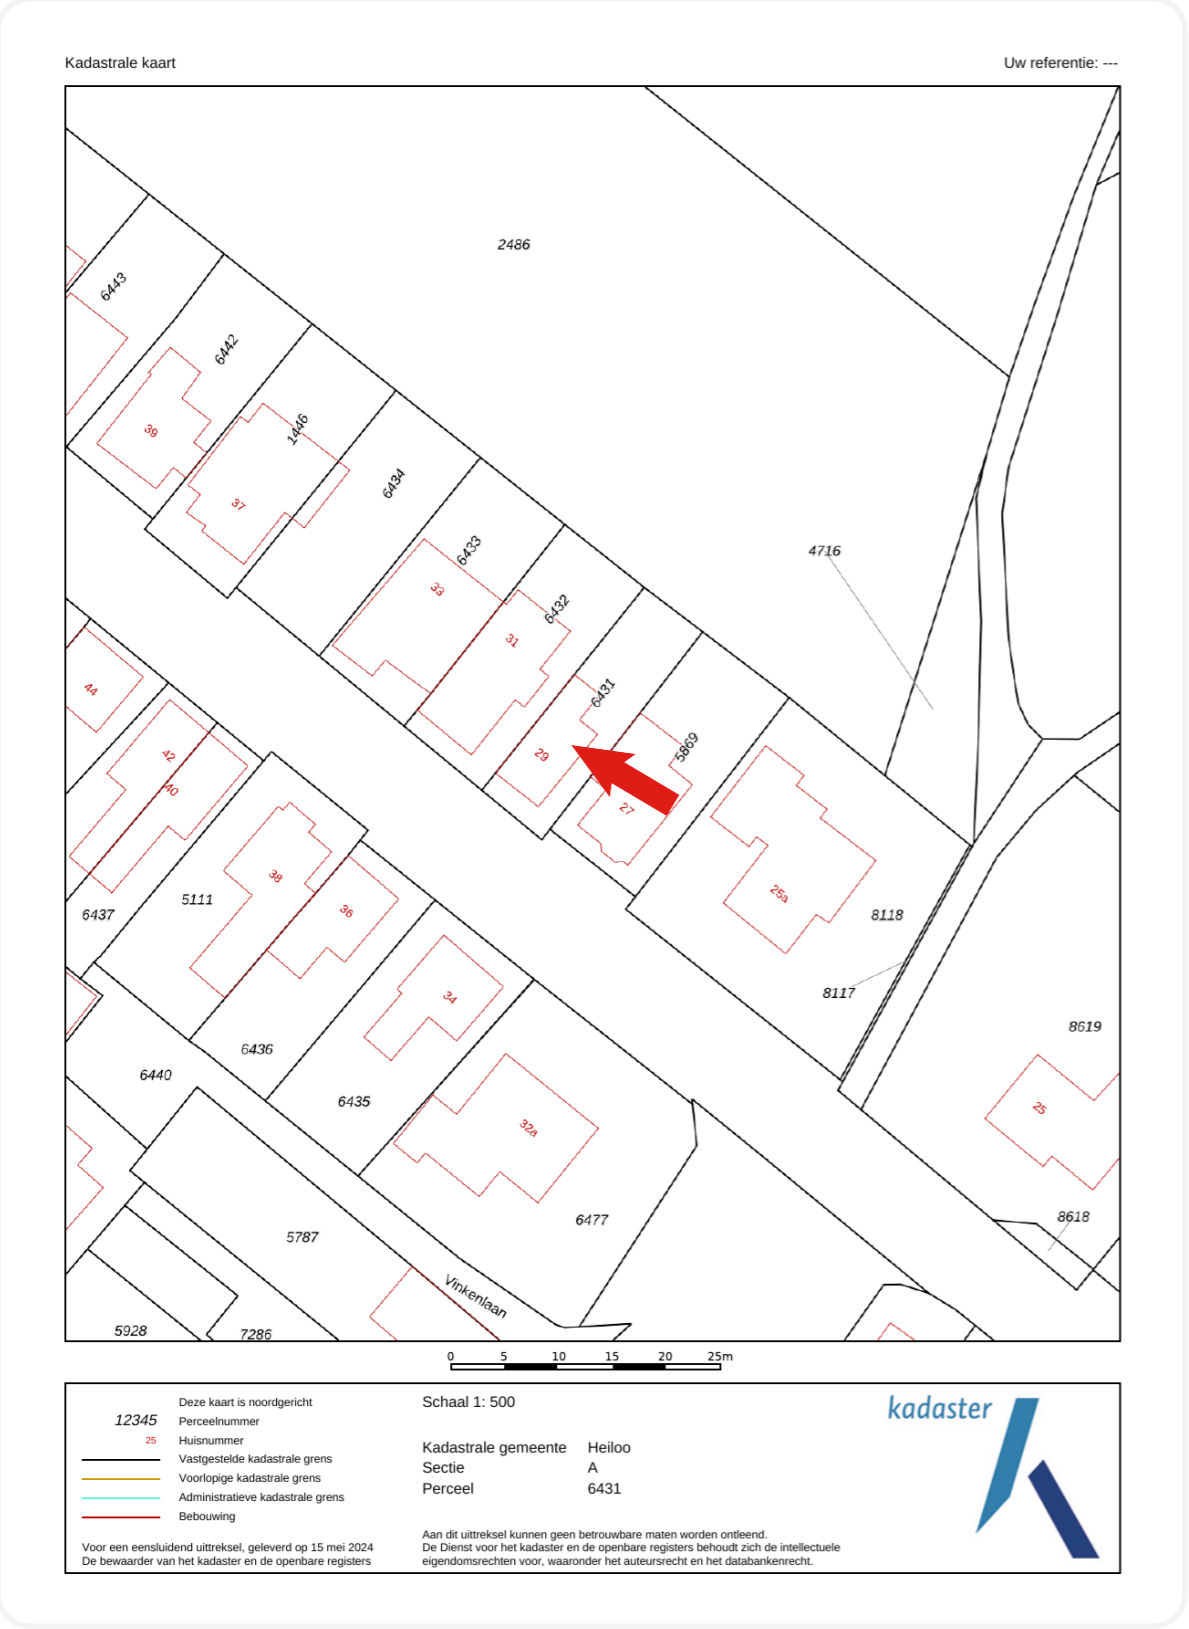 Kadastrale kaart
Uw referentie: ---
2486
6443
6442
39
1446
37
6434
6433
33
4716
6432
31
44
6431
29
5869
42
40
27
38
25a
5111
36
6437
8118
34
8117
8619
6436
6440
6435
32a
25
6477
8618
5787
Vinkenlaan
5928
7286
0 5 10 15 20 25m
Deze kaart is noordgericht
12345 Perceelnummer
25 Huisnummer
Vastgestelde kadastrale grens
Voorlopige kadastrale grens
Administratieve kadastrale grens
Bebouwing
Voor een eensluidend uittreksel, geleverd op 15 mei 2024
De bewaarder van het kadaster en de openbare registers
Schaal 1: 500
Kadastrale gemeente Heiloo
Sectie A
Perceel 6431
Aan dit uittreksel kunnen geen betrouwbare maten worden ontleend.
De Dienst voor het kadaster en de openbare registers behoudt zich de intellectuele
eigendomsrechten voor, waaronder het auteursrecht en het databankenrecht.
kadaster